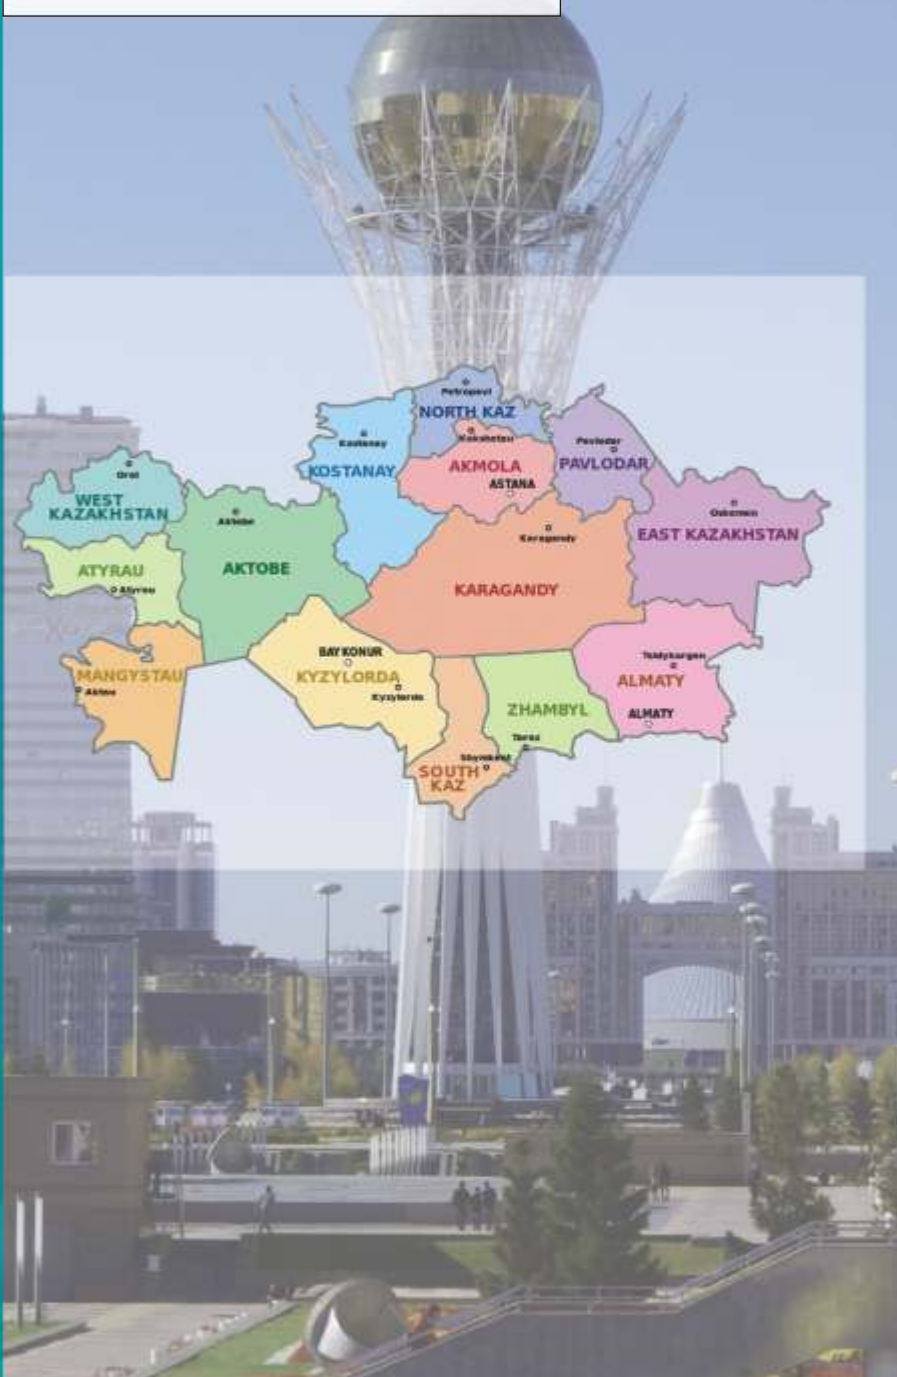 Petropavl
NORTH KAZ
Kostanay
Kokshetau
Pavlodar
KOSTANAY
AKMOLA
PAVLODAR
Oral
ASTANA
WEST
KAZAKHSTAN
Aktobe
Oskemen
Karagandy
EAST KAZAKHSTAN
ATYRAU
AKTOBE
Atyrau
KARAGANDY
BAYKONUR
Taldykorgan
MANGYSTAU
KYZYLORDA
ALMATY
Aktau
Kyzylorda
ZHAMBYL
ALMATY
Taraz
Shymkent
SOUTH
KAZ